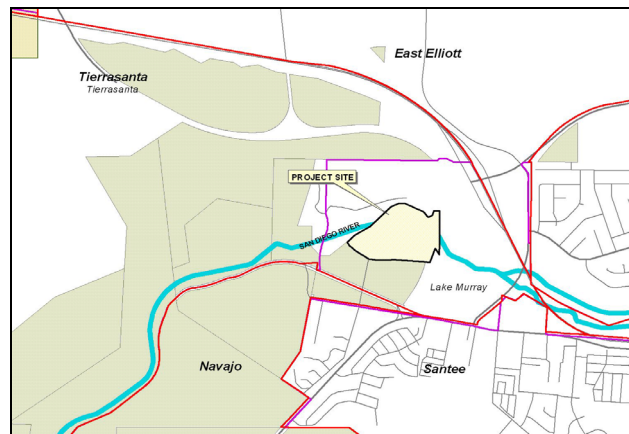 East Elliott
Tierrasanta
Tierrasanta
PROJECT SITE
SAN DIEGO RIVER
Lake Murray
Navajo
Santee